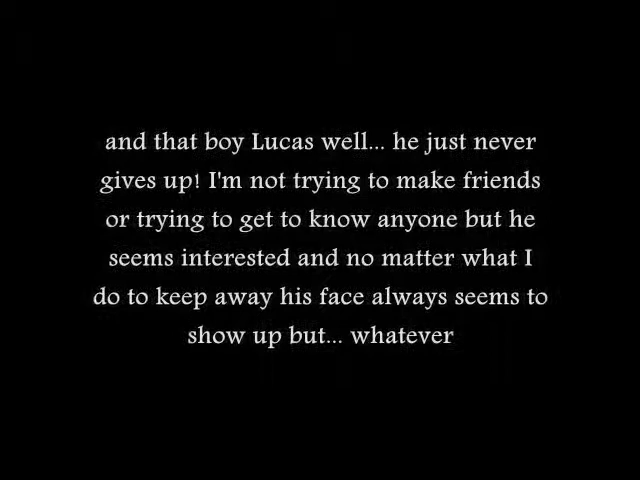 and that boy Lucas well... he just never
gives up! I'm not trying to make friends
or trying to get to know anyone but he
seems interested and no matter what I
do to keep away his face always seems to
show up but... whatever